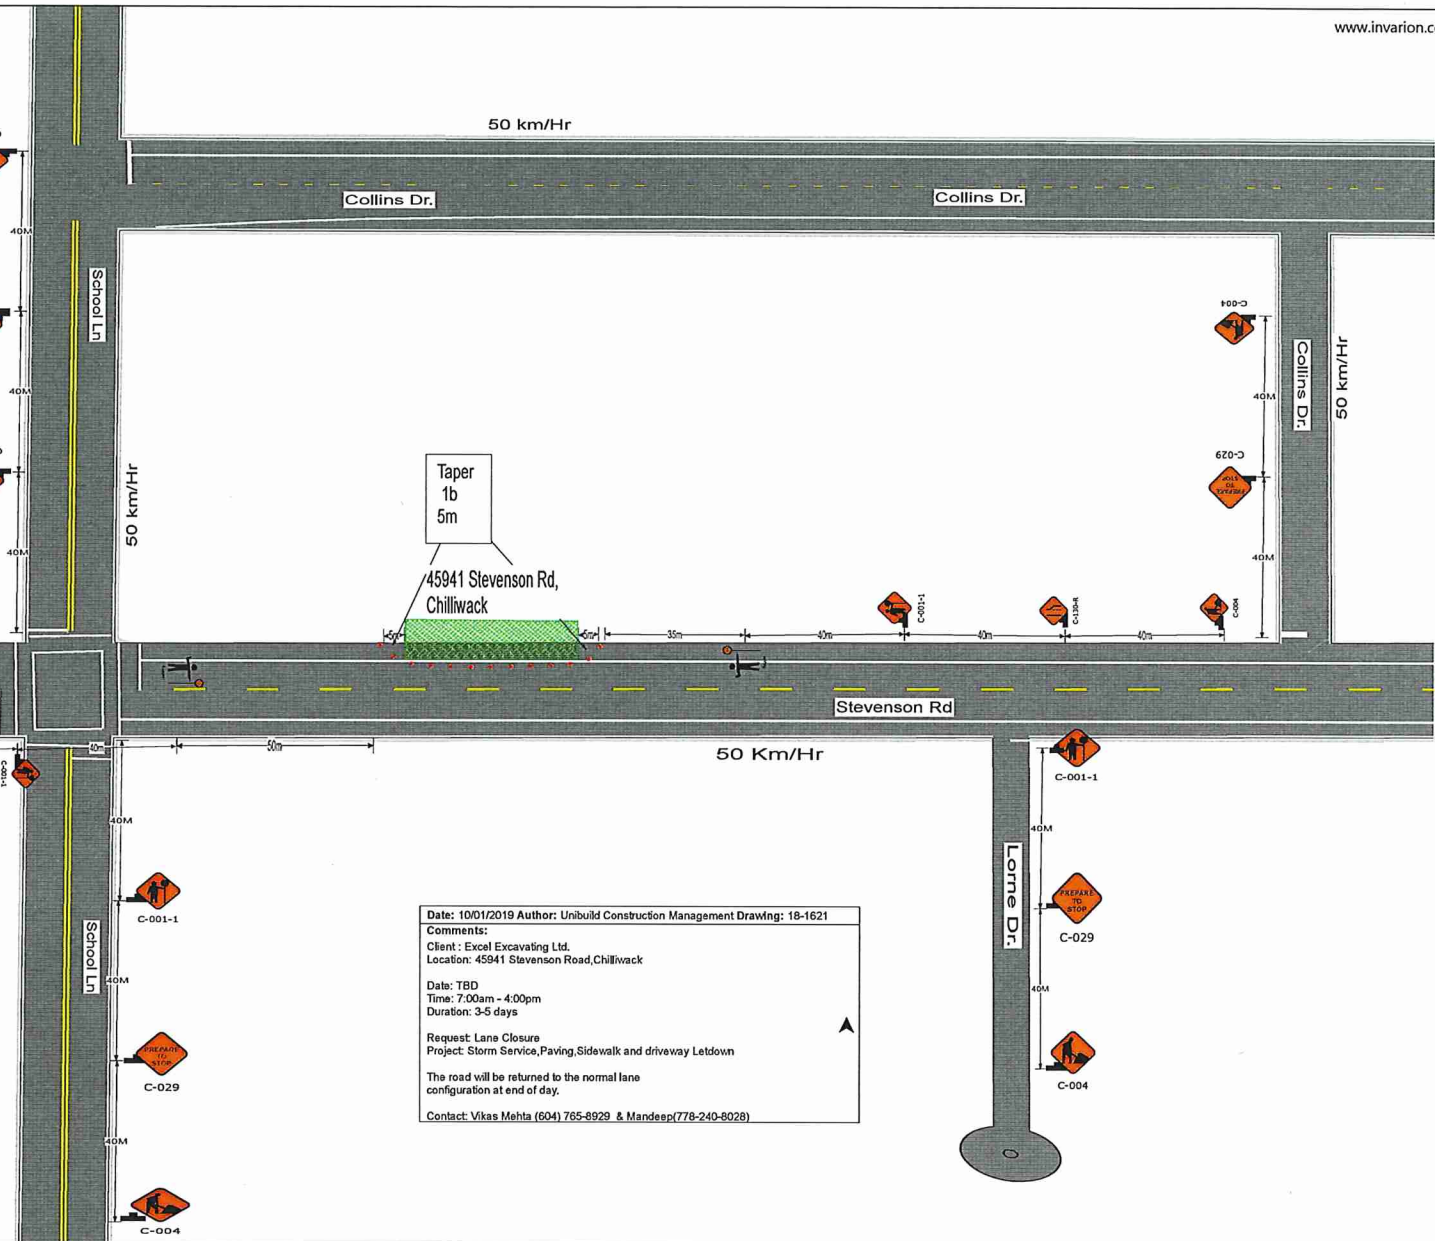 www.invarion.c
50 km/Hr
Collins Dr.
Collins Dr.
40M
School Ln
C-004
40M
40M
Collins Dr.
50 km/Hr
C-029
PREPARE
TO
STOP
40M
50 km/Hr
40M
Taper
1b
5m
45941 Stevenson Rd,
Chilliwack
C-001-1
C-130-R
C-004
5m
5m
35m
40m
40m
40m
Stevenson Rd
40m
50m
50 Km/Hr
C-001-1
C-001-1
40M
40M
C-001-1
PREPARE
TO
STOP
C-029
Lorne Dr.
School Ln
40M
40M
PREPARE
TO
STOP
C-029
C-004
40M
C-004
Date: 10/01/2019 Author: Unibuild Construction Management Drawing: 18-1621
Comments:
Client : Excel Excavating Ltd.
Location: 45941 Stevenson Road,Chilliwack
Date: TBD
Time: 7:00am - 4:00pm
Duration: 3-5 days
Request: Lane Closure
Project: Storm Service,Paving,Sidewalk and driveway Letdown
The road will be returned to the normal lane
configuration at end of day.
Contact: Vikas Mehta (604) 765-8929 & Mandeep(778-240-8028)